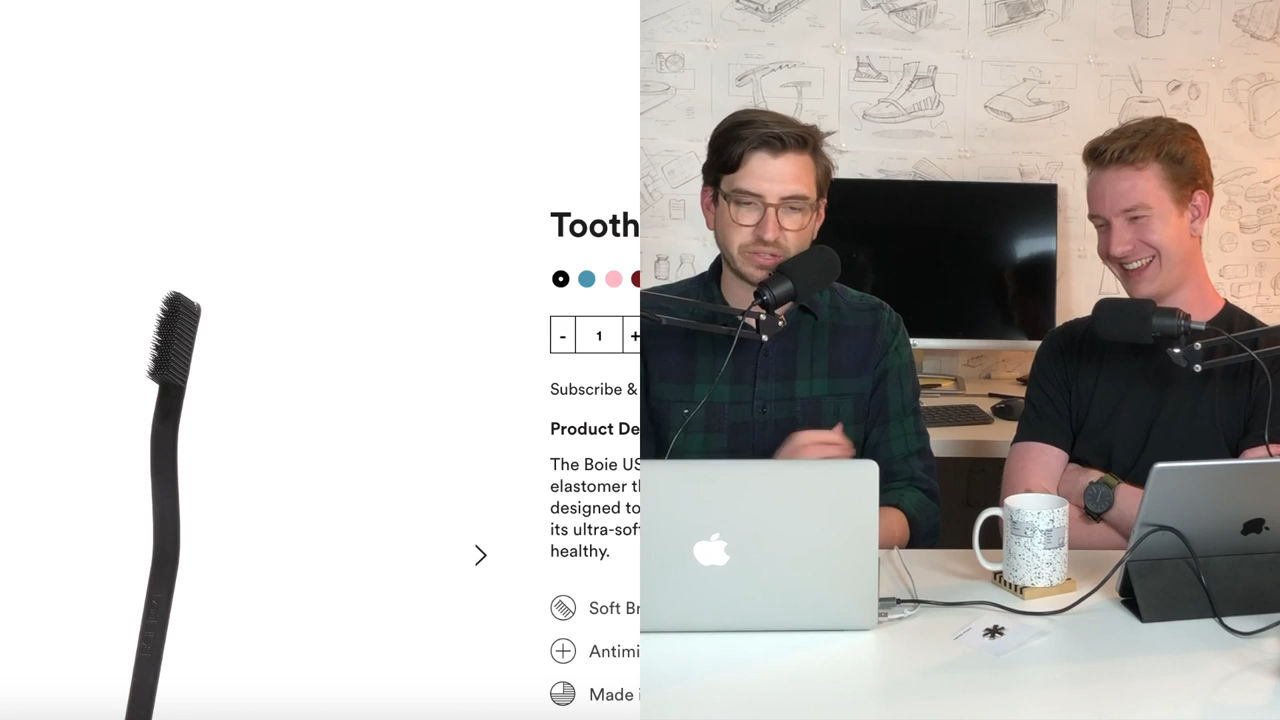 Tooth
- 1 +
Subscribe &
Product De
The Boie US
elastomer th
designed to
its ultra-sof
healthy.
Soft Br
Antimi
Made i